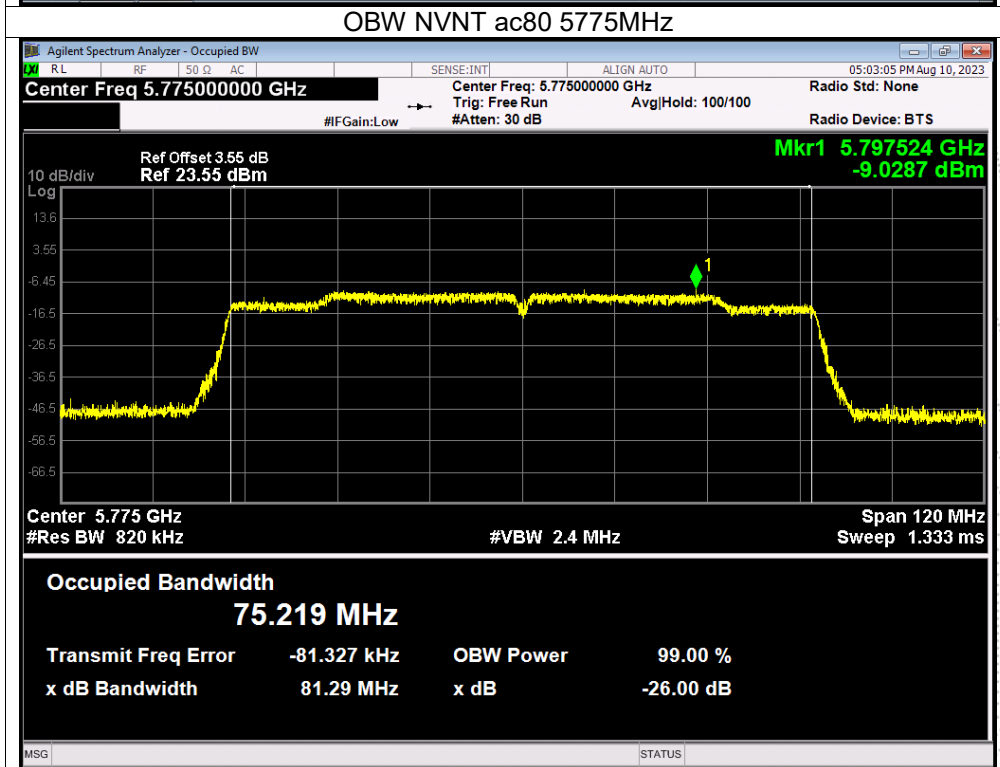 OBW NVNT ac80 5775MHz
Agilent Spectrum Analyzer - Occupied BW
LXI RL RF 50 Ω AC SENSE:INT ALIGN AUTO 05:03:05 PM Aug 10, 2023
Center Freq 5.775000000 GHz Center Freq: 5.775000000 GHz Radio Std: None
Trig: Free Run Avg|Hold: 100/100
#IFGain:Low #Atten: 30 dB Radio Device: BTS
Ref Offset 3.55 dB Mkr1 5.797524 GHz
10 dB/div Ref 23.55 dBm -9.0287 dBm
Log
13.6
3.55
1
-6.45
-16.5
-26.5
-36.5
-46.5
-56.5
-66.5
Center 5.775 GHz Span 120 MHz
#Res BW 820 kHz #VBW 2.4 MHz Sweep 1.333 ms
Occupied Bandwidth
75.219 MHz
Transmit Freq Error -81.327 kHz OBW Power 99.00 %
x dB Bandwidth 81.29 MHz x dB -26.00 dB
MSG STATUS